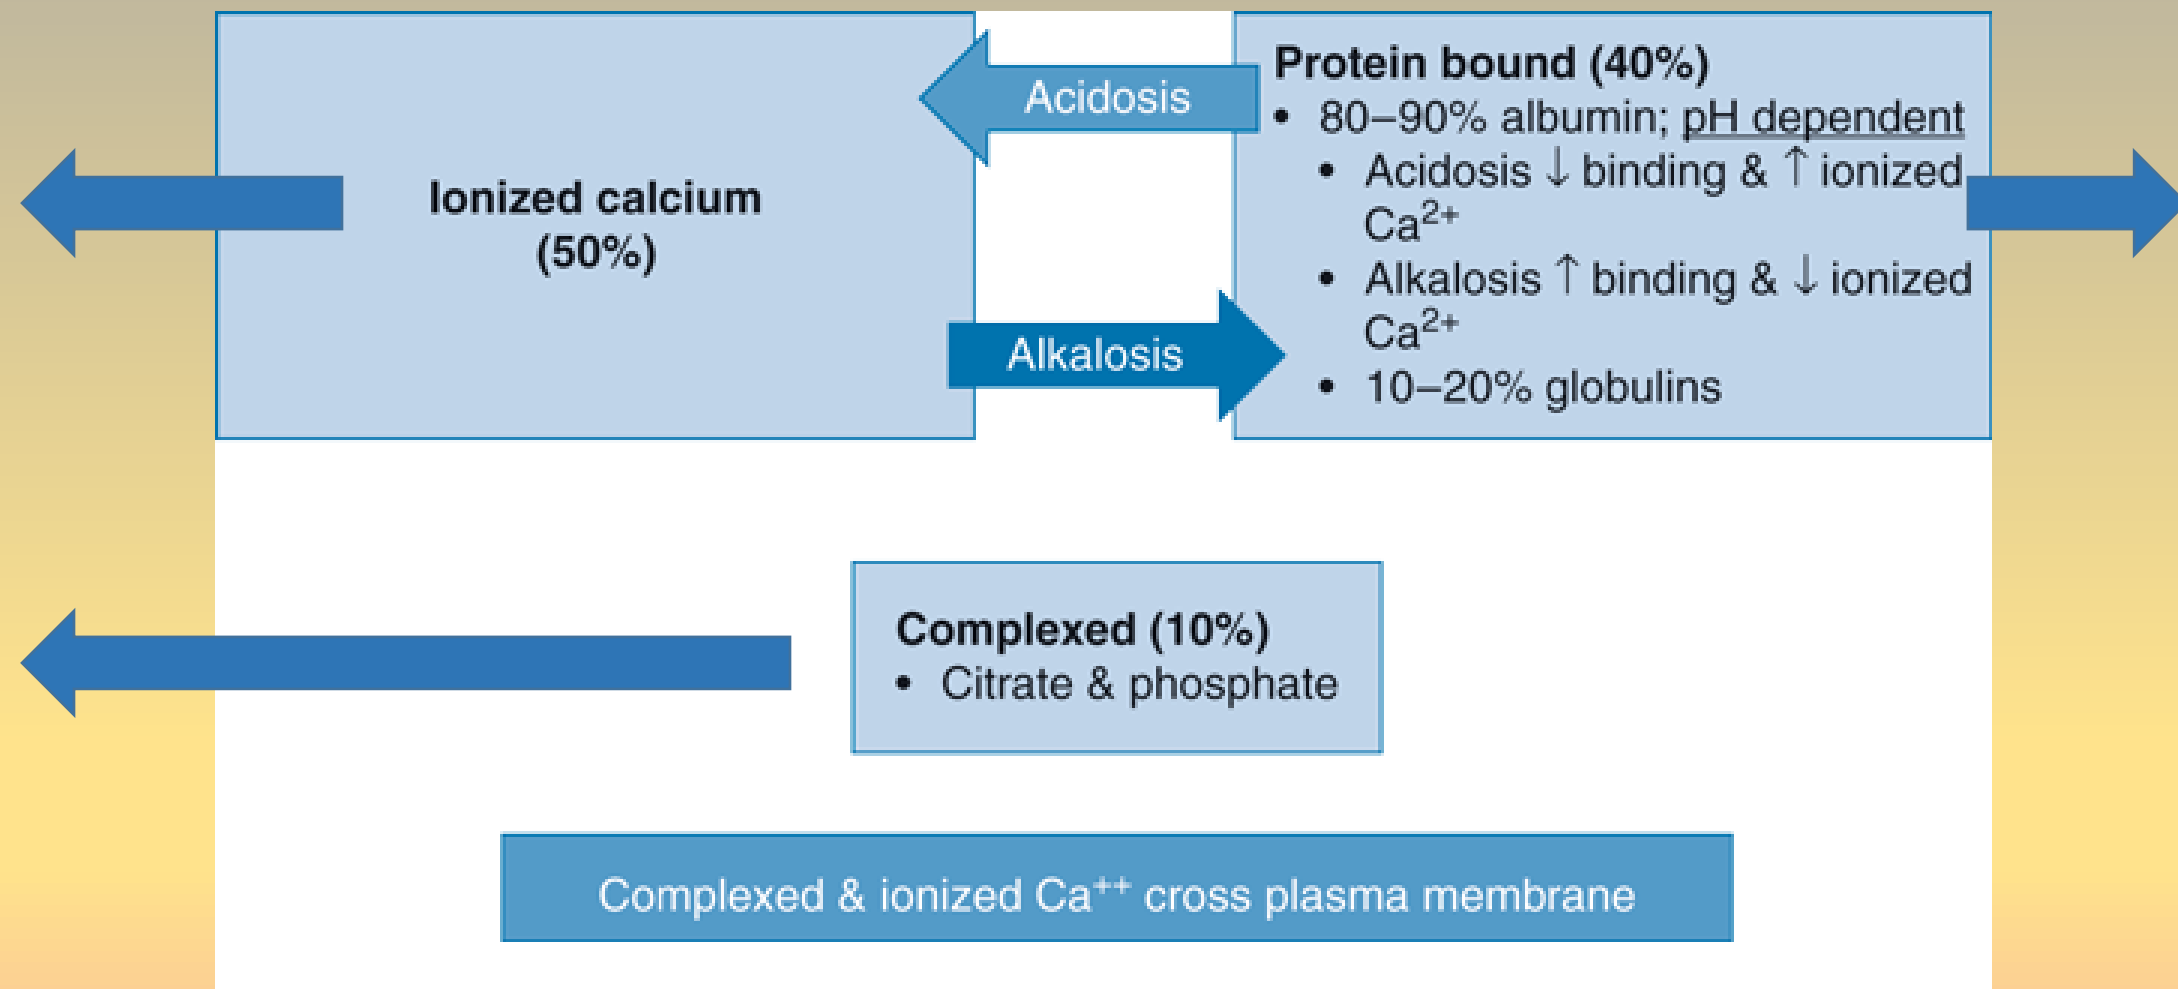 Ionized calcium
(50%)
Acidosis
Alkalosis
Protein bound (40%)
• 80–90% albumin; pH dependent
• Acidosis ↓ binding & ↑ ionized
Ca²⁺
• Alkalosis ↑ binding & ↓ ionized
Ca²⁺
• 10–20% globulins
Complexed (10%)
• Citrate & phosphate
Complexed & ionized Ca⁺⁺ cross plasma membrane